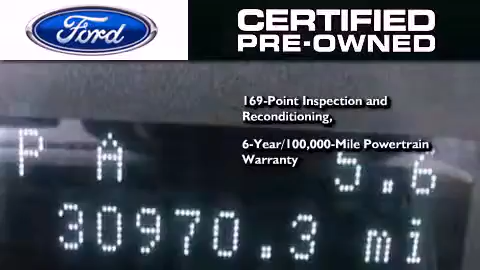 Ford
CERTIFIED
PRE-OWNED
169-Point Inspection and
Reconditioning,
6-Year/100,000-Mile Powertrain
Warranty
P A 5.6
30970.3 mi